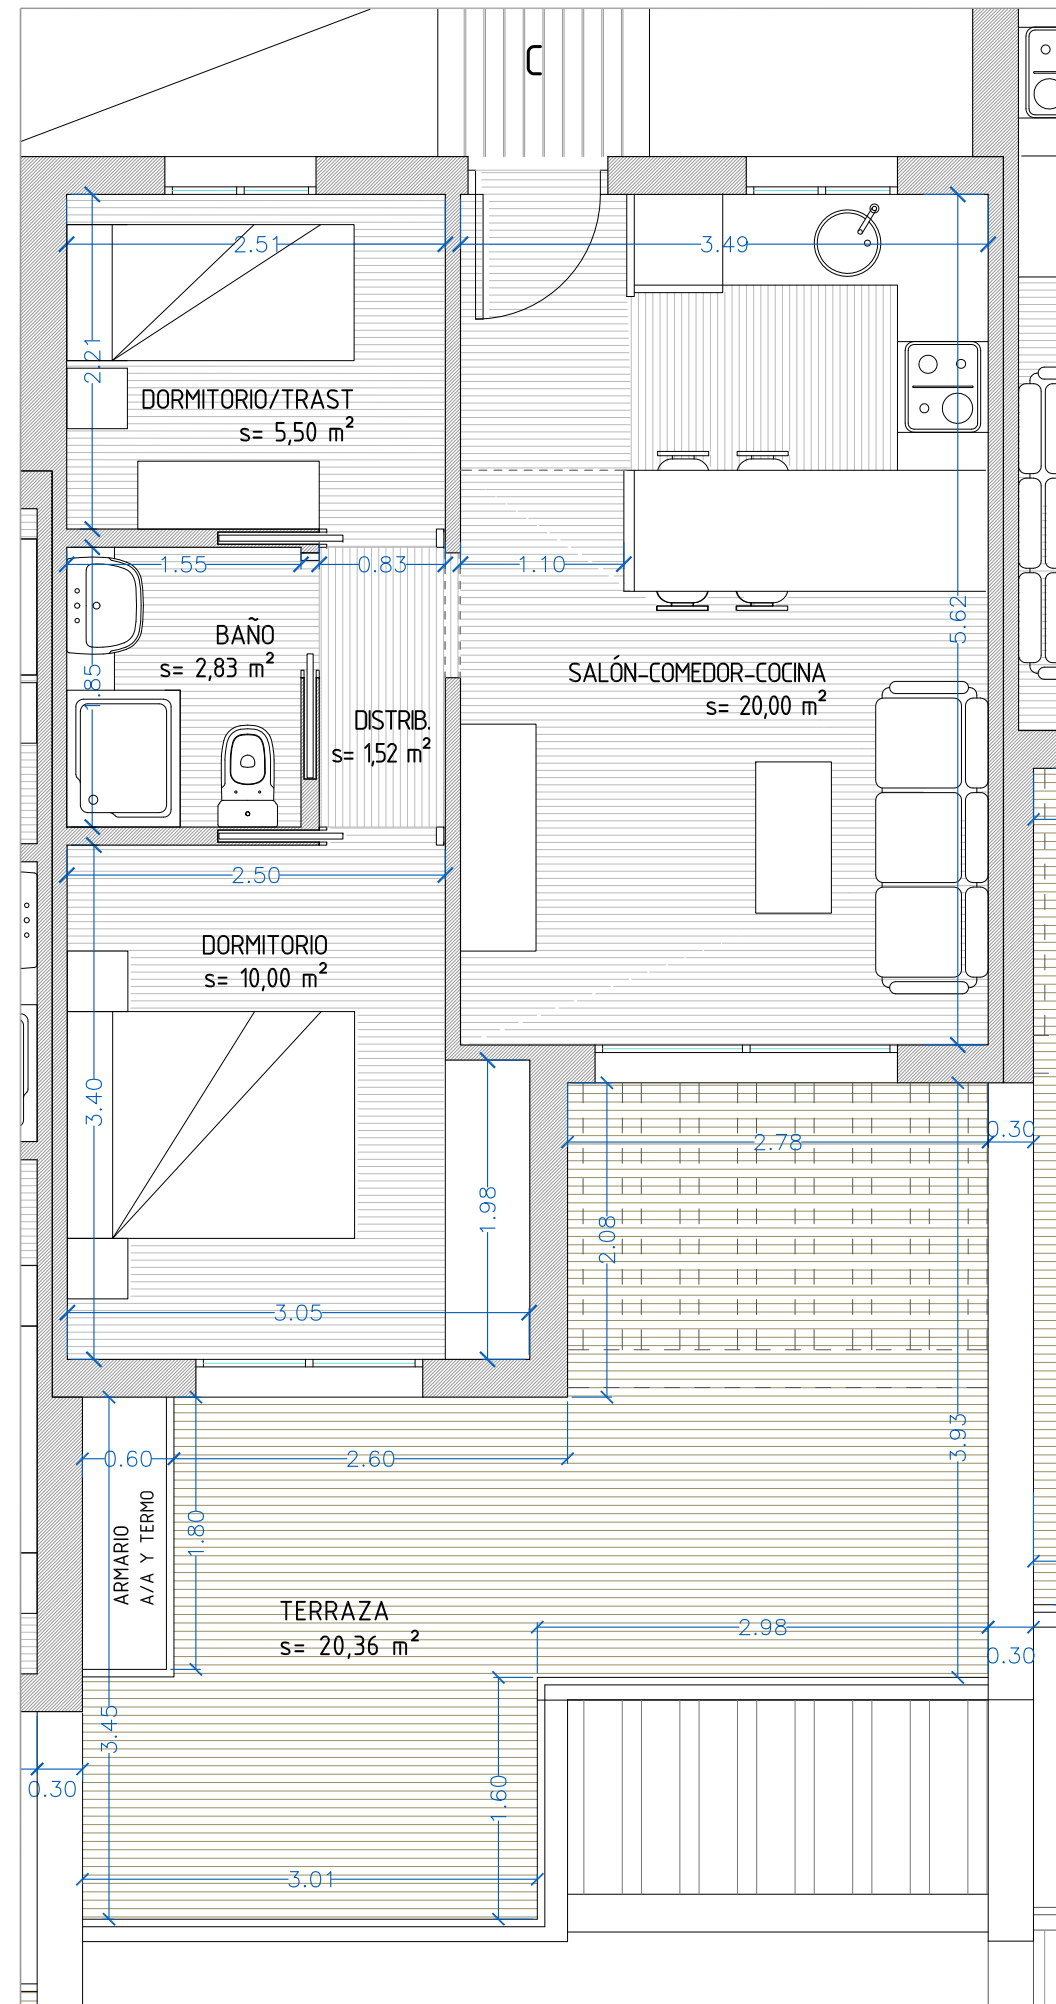 C
2.51
3.49
2.21
DORMITORIO/TRAST
s= 5,50 m²
1.55
0.83
1.10
5.62
BAÑO
s= 2,83 m²
SALÓN-COMEDOR-COCINA
s= 20,00 m²
DISTRIB.
s= 1,52 m²
2.50
DORMITORIO
s= 10,00 m²
3.40
2.78
0.30
1.98
2.08
3.05
3.93
0.60
2.60
ARMARIO
A/A Y TERMO
1.80
TERRAZA
s= 20,36 m²
2.98
0.30
3.45
0.30
1.60
3.01